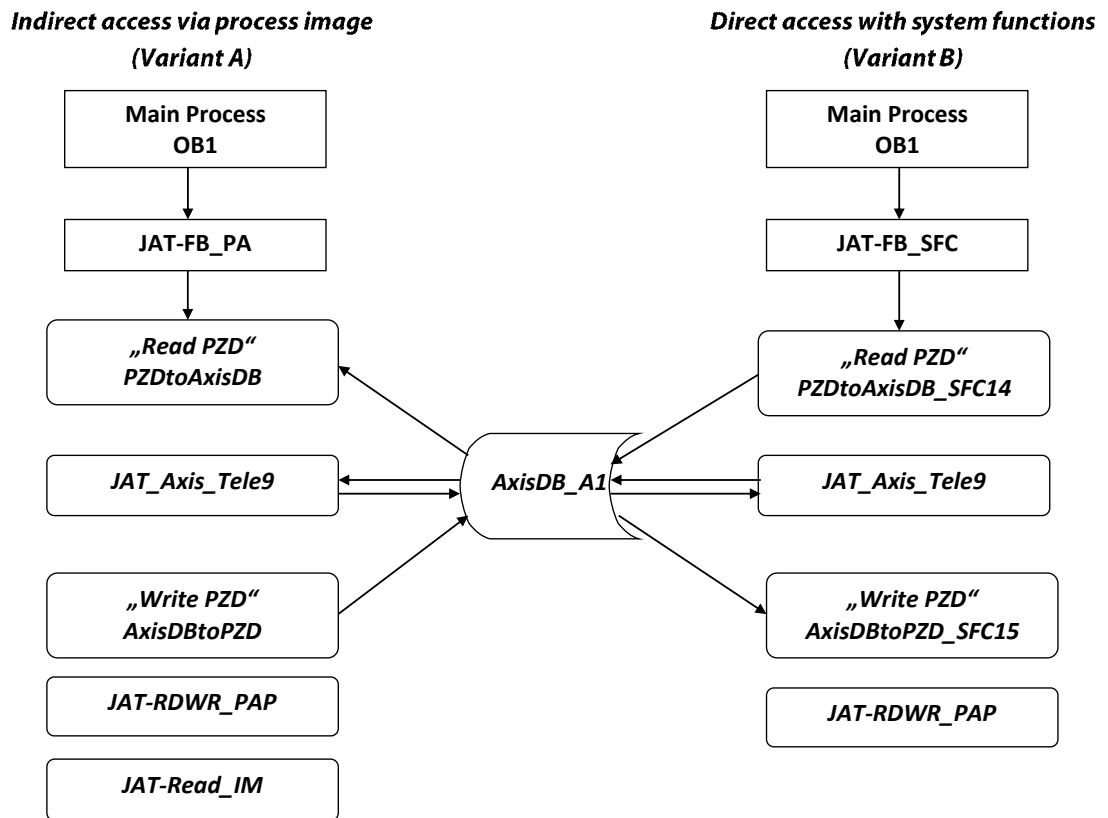 Indirect access via process image
(Variant A)
Direct access with system functions
(Variant B)
Main Process
OB1
Main Process
OB1
JAT-FB_PA
JAT-FB_SFC
„Read PZD“
PZDtoAxisDB
„Read PZD“
PZDtoAxisDB_SFC14
JAT_Axis_Tele9
AxisDB_A1
JAT_Axis_Tele9
„Write PZD“
AxisDBtoPZD
„Write PZD“
AxisDBtoPZD_SFC15
JAT-RDWR_PAP
JAT-RDWR_PAP
JAT-Read_IM